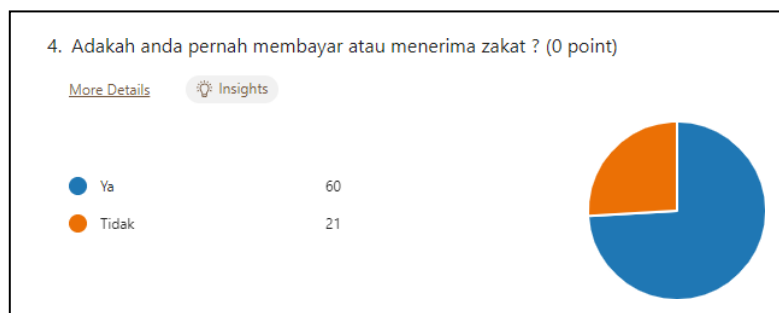 4. Adakah anda pernah membayar atau menerima zakat ? (0 point)
More Details
Insights
Ya 60
Tidak 21